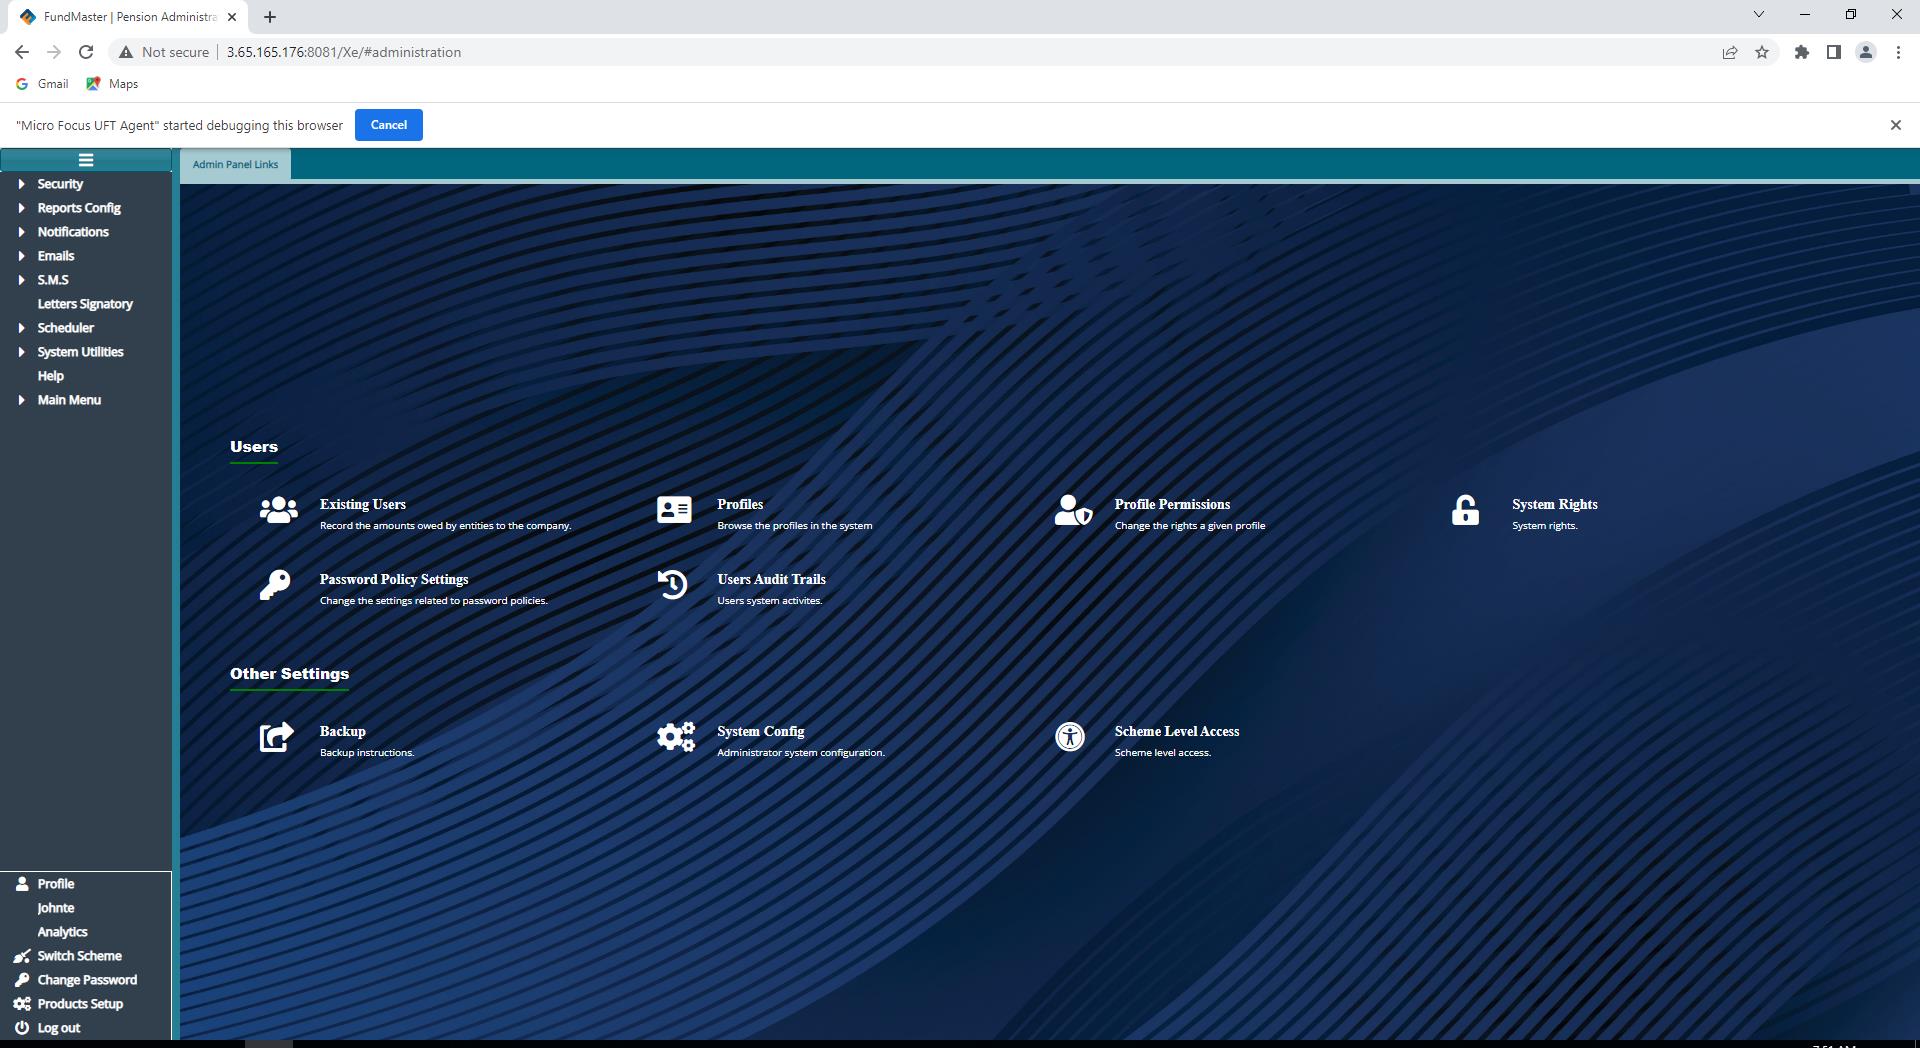 FundMaster | Pension Administra
Not secure
3.65.165.176:8081/Xe/#administration
Gmail
Maps
"Micro Focus UFT Agent" started debugging this browser
Cancel
Admin Panel Links
Security
Reports Config
Notifications
Emails
S.M.S
Letters Signatory
Scheduler
System Utilities
Help
Main Menu
Users
Existing Users
Record the amounts owed by entities to the company.
Profiles
Browse the profiles in the system
Profile Permissions
Change the rights a given profile
System Rights
System rights.
Password Policy Settings
Change the settings related to password policies.
Users Audit Trails
Users system activites.
Other Settings
Backup
Backup instructions.
System Config
Administrator system configuration.
Scheme Level Access
Scheme level access.
Profile
Johnte
Analytics
Switch Scheme
Change Password
Products Setup
Log out